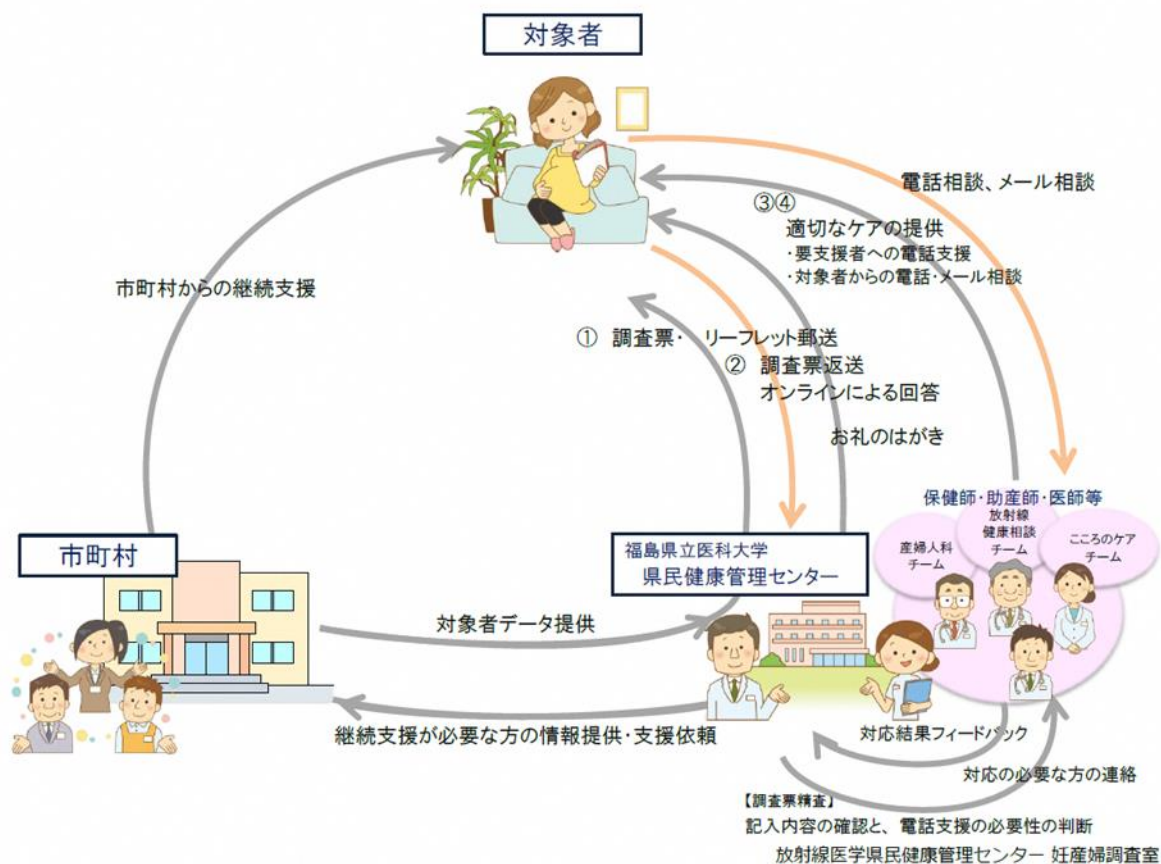 対象者
電話相談、メール相談
③④
適切なケアの提供
・要支援者への電話支援
・対象者からの電話・メール相談
市町村からの継続支援
① 調査票・ リーフレット郵送
② 調査票返送
オンラインによる回答
お礼のはがき
保健師・助産師・医師等
産婦人科
チーム
放射線
健康相談
チーム
こころのケア
チーム
市町村
福島県立医科大学
県民健康管理センター
対象者データ提供
継続支援が必要な方の情報提供・支援依頼
対応結果フィードバック
対応の必要な方の連絡
【調査票精査】
記入内容の確認と、電話支援の必要性の判断
放射線医学県民健康管理センター 妊産婦調査室